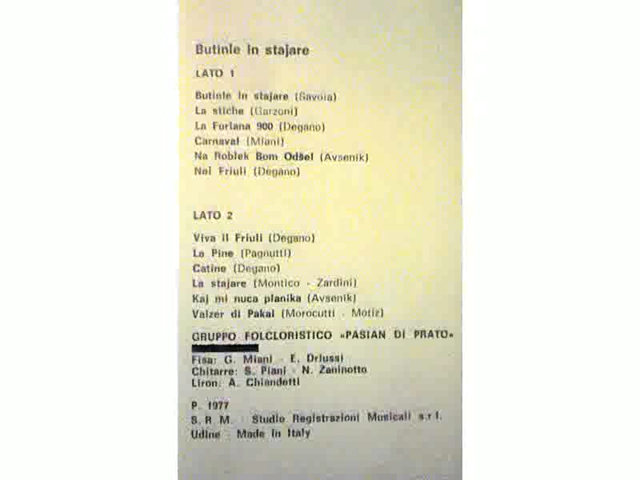 Butinle in stajare
LATO 1
Butinle in stajare (Savoia)
La stiche (Garzoni)
La Furlana 900 (Degano)
Carnaval (Miani)
Na Roblek Bom Odšel (Avsenik)
Nel Friuli (Degano)
LATO 2
Viva il Friuli (Degano)
La Pine (Pagnutti)
Catine (Degano)
La stajare (Montico - Zardini)
Kaj mi nuca planika (Avsenik)
Valzer di Pakai (Morocutti - Motiz)
GRUPPO FOLCLORISTICO «PASIAN DI PRATO»
Fisa: G. Miani - E. Driussi
Chitarre: S. Piani - N. Zaninotto
Liron: A. Chiandetti
P. 1977
S. R M. - Studio Registrazioni Musicali s.r.l.
Udine - Made in Italy